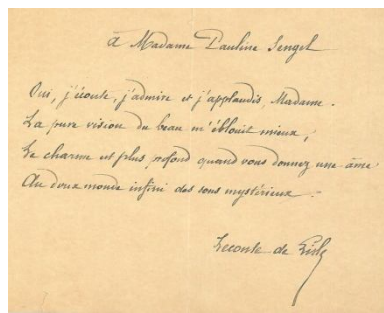 à Madame Pauline Sengel
Oui, j'écoute, j'admire et j'applaudis, Madame.
La pure vision du beau m'éblouit mieux,
Le charme est plus profond quand vous donnez une âme
Au doux monde infini des sons mystérieux.
Leconte de Lisle